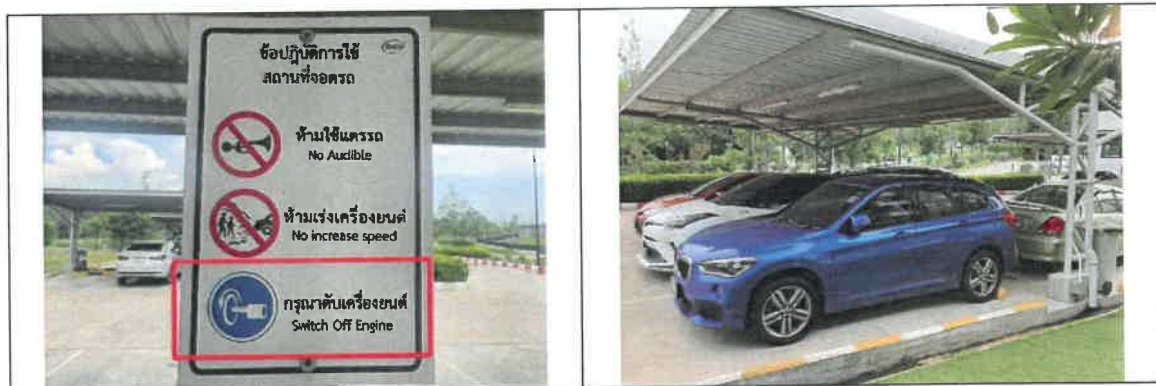 ข้อปฏิบัติการใช้
สถานที่จอดรถ
ห้ามใช้แตรรถ
No Audible
ห้ามเร่งเครื่องยนต์
No increase speed
กรุณาดับเครื่องยนต์
Switch Off Engine